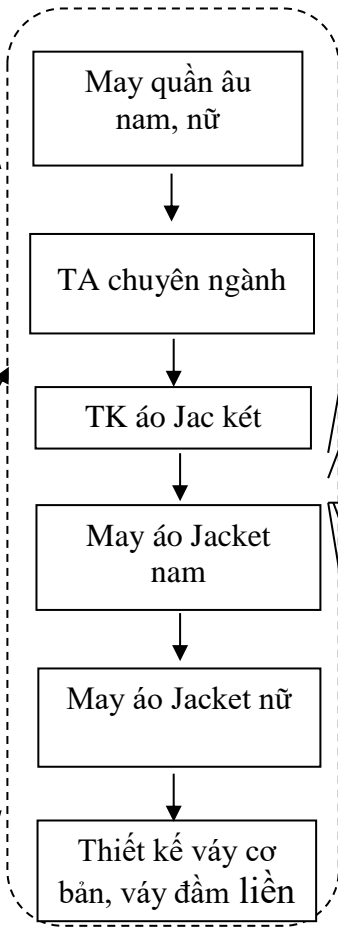 May quần âu
nam, nữ
TA chuyên ngành
TK áo Jac két
May áo Jacket
nam
May áo Jacket nữ
Thiết kế váy cơ
bản, váy đầm liền